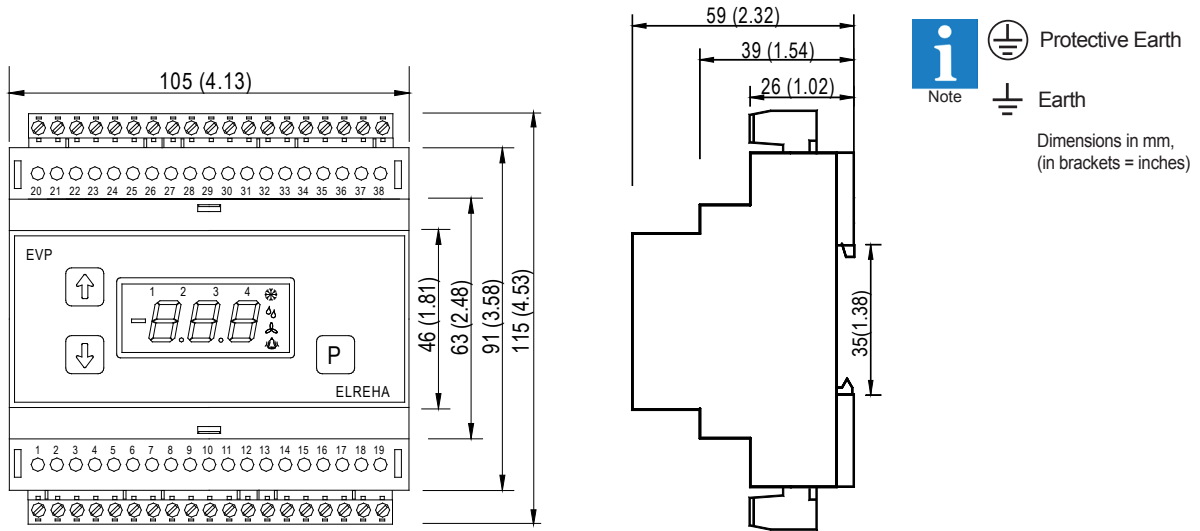 59 (2.32)
39 (1.54)
26 (1.02)
i
Note
Protective Earth
Earth
Dimensions in mm,
(in brackets = inches)
105 (4.13)
20 21 22 23 24 25 26 27 28 29 30 31 32 33 34 35 36 37 38
EVP
1 2 3 4
-8.8.8
P
ELREHA
46 (1.81)
63 (2.48)
91 (3.58)
115 (4.53)
35(1.38)
1 2 3 4 5 6 7 8 9 10 11 12 13 14 15 16 17 18 19